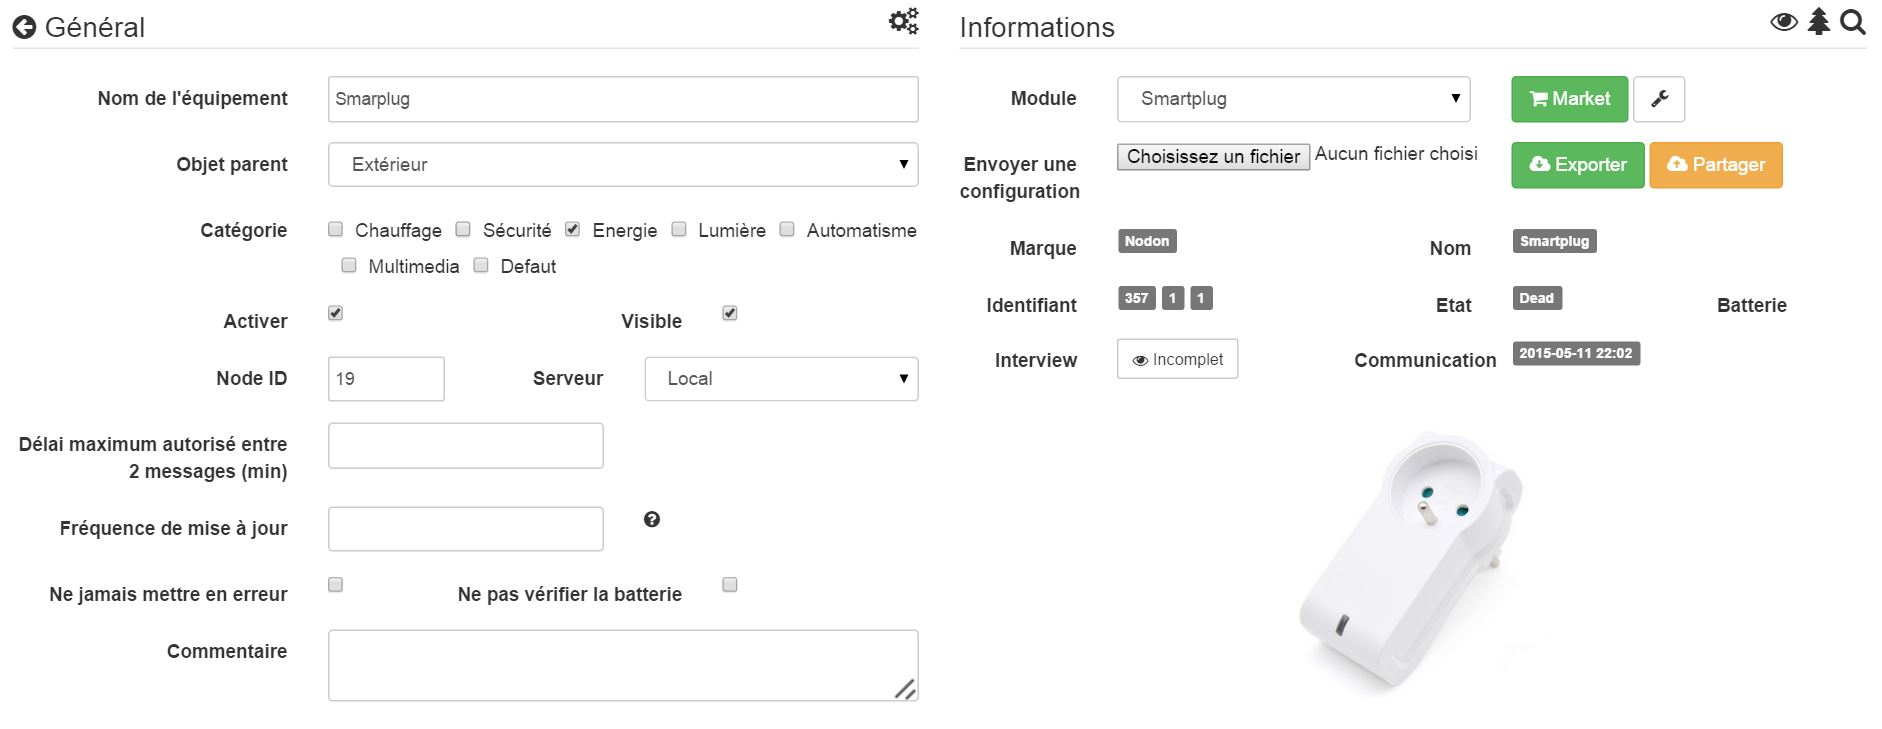 Général
Nom de l'équipement
Smarplug
Objet parent
Extérieur
Catégorie
Chauffage Sécurité Energie Lumière Automatisme
Multimedia Defaut
Activer
Visible
Node ID
19
Serveur
Local
Délai maximum autorisé entre
2 messages (min)
Fréquence de mise à jour
Ne jamais mettre en erreur
Ne pas vérifier la batterie
Commentaire
Informations
Module
Smartplug
Market
Envoyer une
configuration
Choisissez un fichier Aucun fichier choisi
Exporter
Partager
Marque
Nodon
Nom
Smartplug
Identifiant
357 1 1
Etat
Dead
Batterie
Interview
Incomplet
Communication
2015-05-11 22:02